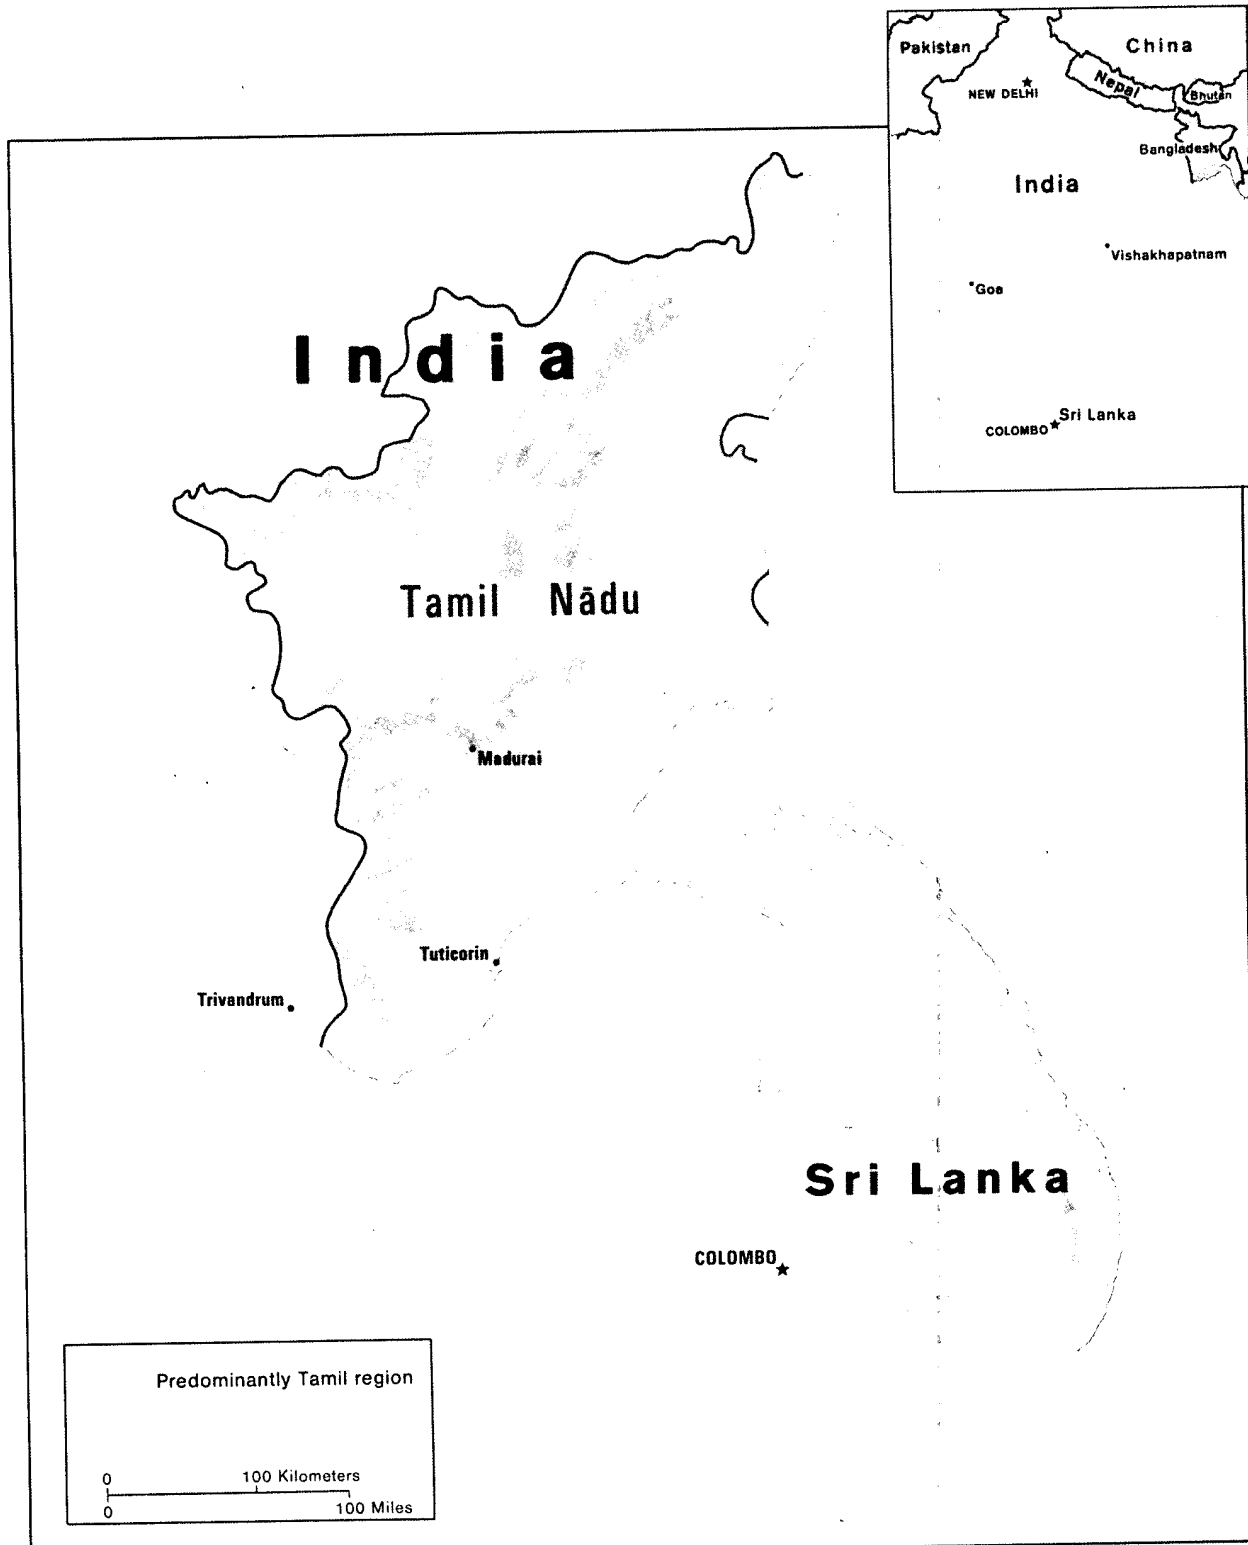 Pakistan
China
Nepal
Bhutan
NEW DELHI
Bangladesh
India
Vishakhapatnam
Goa
COLOMBO
Sri Lanka
India
Tamil Nādu
Madurai
Tuticorin
Trivandrum
Sri Lanka
COLOMBO
Predominantly Tamil region
0 100 Kilometers
0 100 Miles